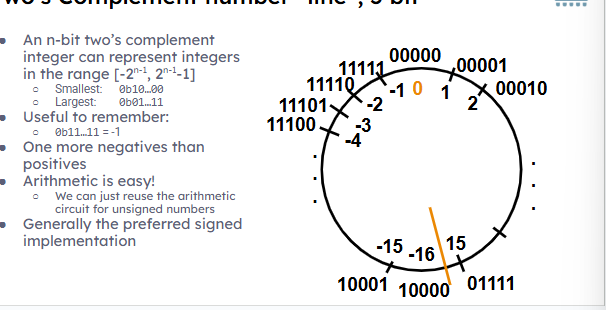 An n-bit two's complement
integer can represent integers
in the range [-2ⁿ⁻¹, 2ⁿ⁻¹-1]
Smallest: 0b10…00
Largest: 0b01…11
Useful to remember:
0b11…11 = -1
One more negatives than
positives
Arithmetic is easy!
We can just reuse the arithmetic
circuit for unsigned numbers
Generally the preferred signed
implementation
00000
11111
00001
11110
-1 0 1
00010
11101
-2
2
11100
-3
-4
-15
-16
15
10001
10000
01111